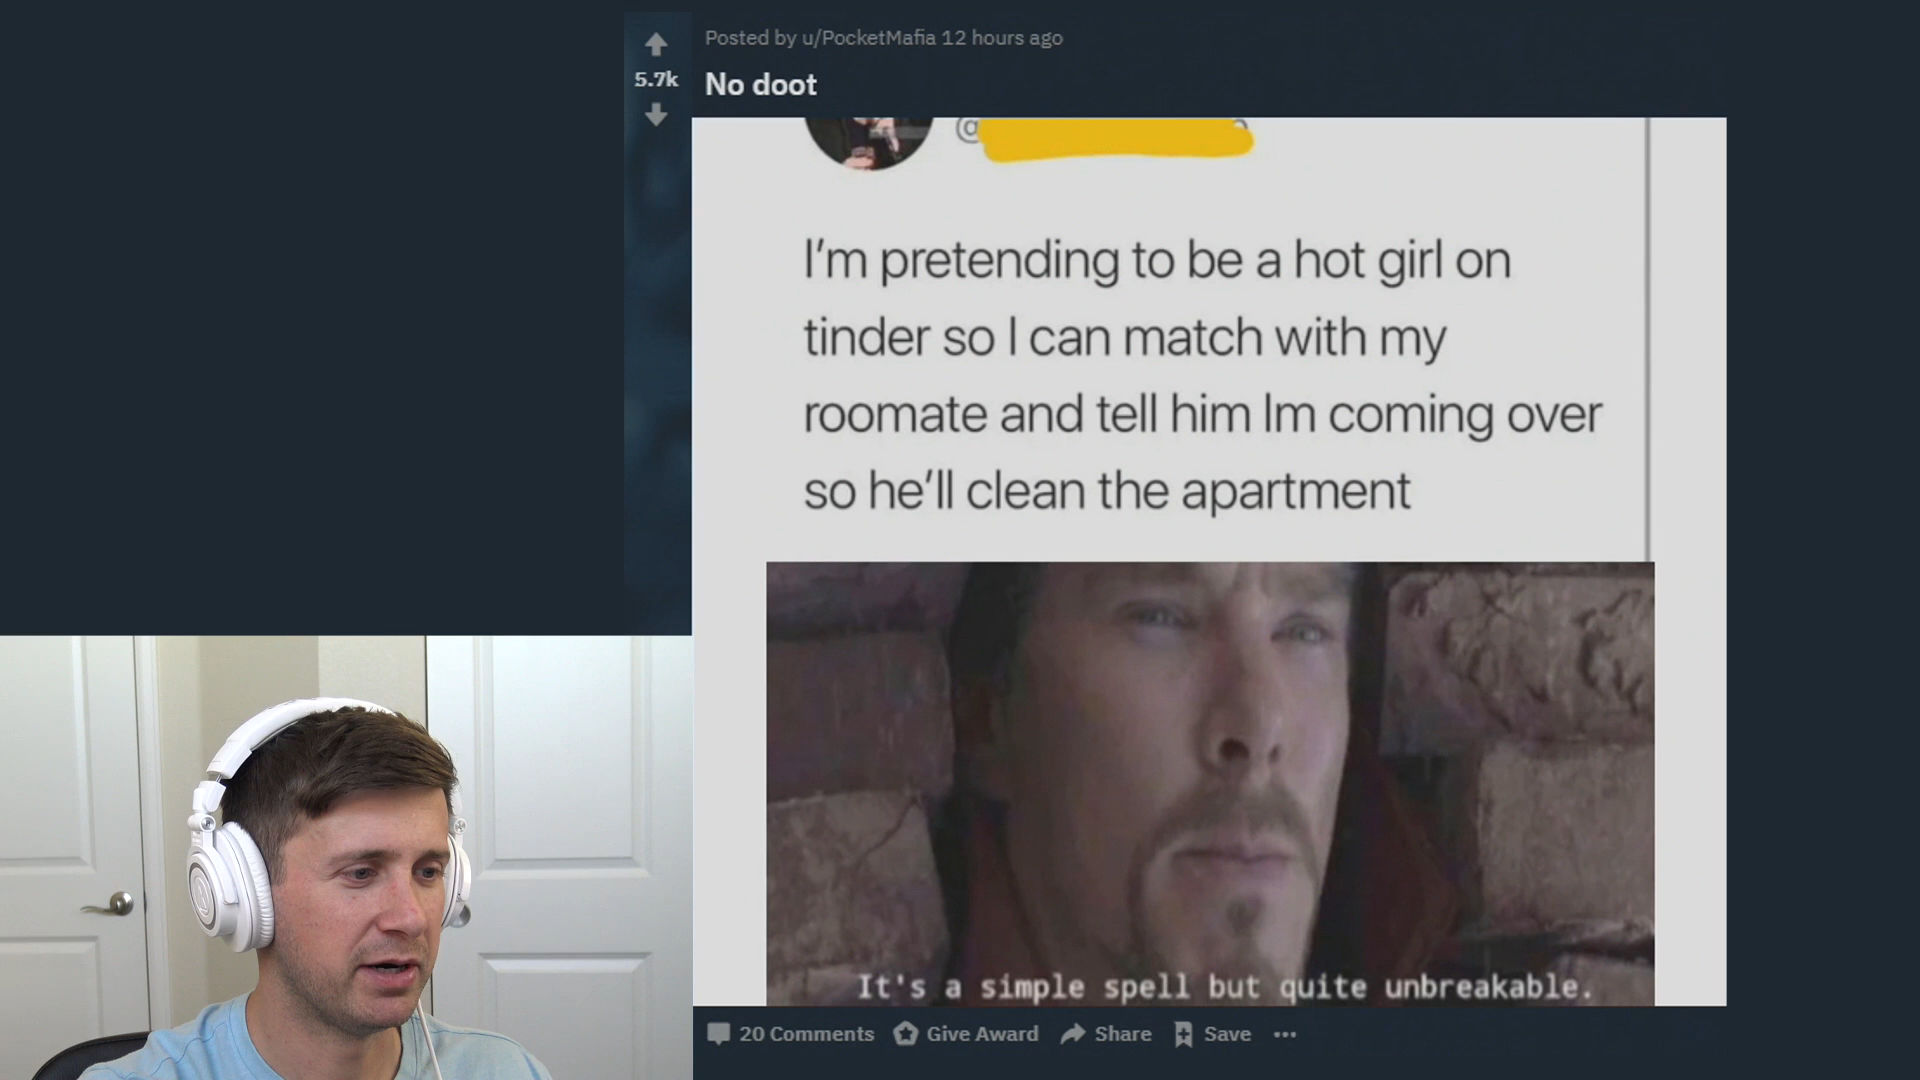 Posted by u/PocketMafia 12 hours ago
5.7k
No doot
@
I'm pretending to be a hot girl on
tinder so I can match with my
roomate and tell him Im coming over
so he'll clean the apartment
It's a simple spell but quite unbreakable.
20 Comments Give Award Share Save